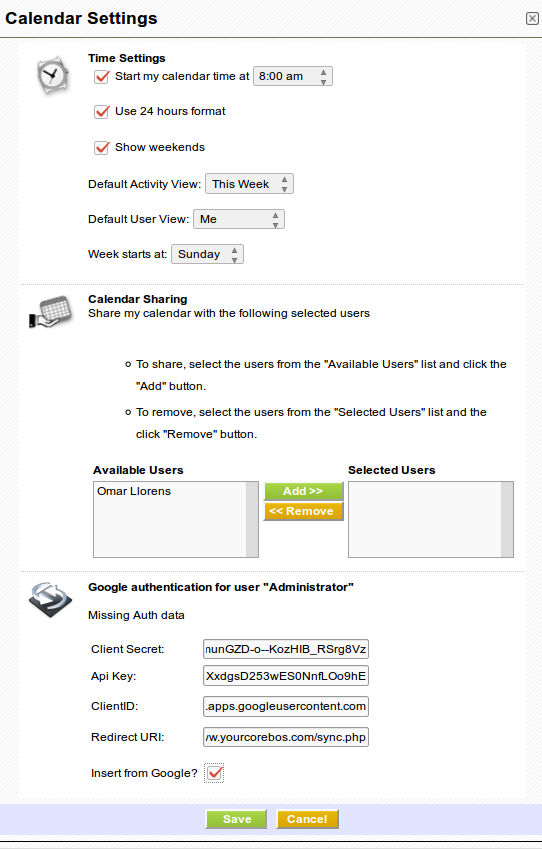 Calendar Settings
Time Settings
Start my calendar time at 8:00 am
Use 24 hours format
Show weekends
Default Activity View: This Week
Default User View: Me
Week starts at: Sunday
Calendar Sharing
Share my calendar with the following selected users
To share, select the users from the "Available Users" list and click the
"Add" button.
To remove, select the users from the "Selected Users" list and the
click "Remove" button.
Available Users Selected Users
Omar Llorens
Add >>
<< Remove
Google authentication for user "Administrator"
Missing Auth data
Client Secret: unGZD-o--KozHIB_RSrg8Vz
Api Key: XxdgsD253wES0NnfLOo9hE
ClientID: .apps.googleusercontent.com
Redirect URI: w.yourcorebos.com/sync.php
Insert from Google?
Save Cancel